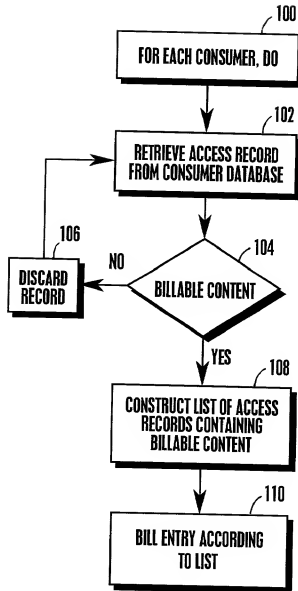 100
FOR EACH CONSUMER, DO
102
RETRIEVE ACCESS RECORD
FROM CONSUMER DATABASE
106
DISCARD
RECORD
NO
104
BILLABLE CONTENT
YES
108
CONSTRUCT LIST OF ACCESS
RECORDS CONTAINING
BILLABLE CONTENT
110
BILL ENTRY ACCORDING
TO LIST